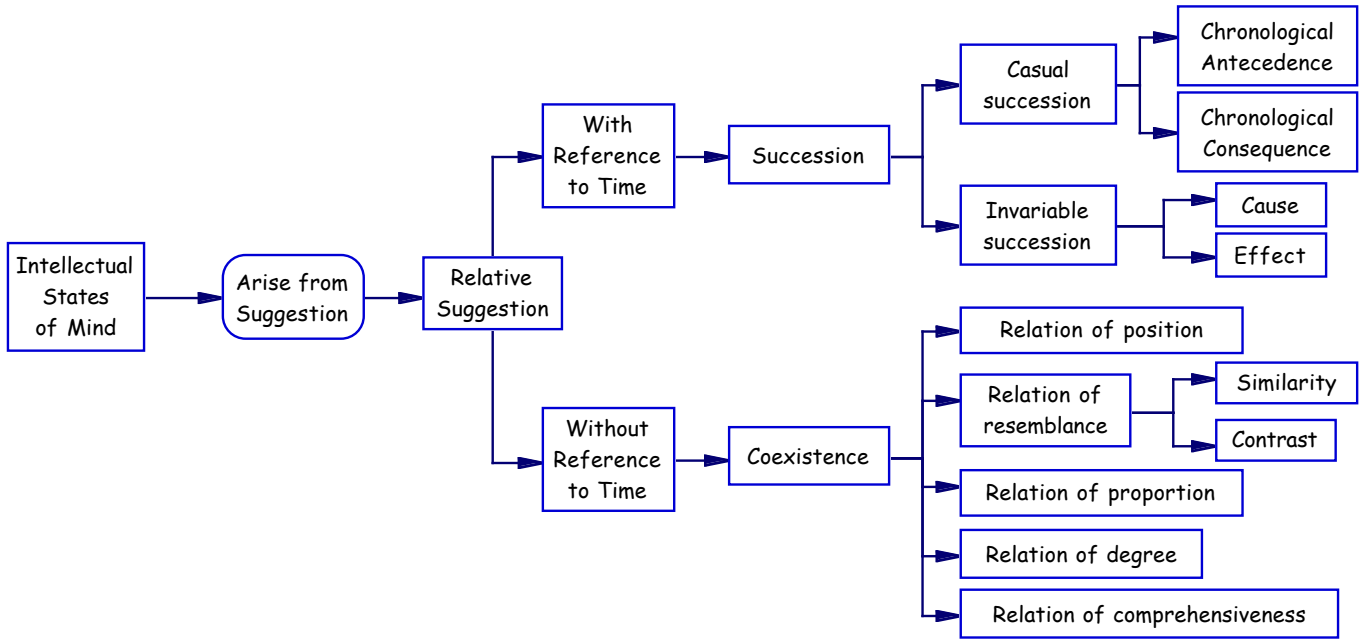 Intellectual
States
of Mind
Arise from
Suggestion
Relative
Suggestion
With
Reference
to Time
Succession
Casual
succession
Chronological
Antecedence
Chronological
Consequence
Invariable
succession
Cause
Effect
Without
Reference
to Time
Coexistence
Relation of position
Relation of
resemblance
Similarity
Contrast
Relation of proportion
Relation of degree
Relation of comprehensiveness